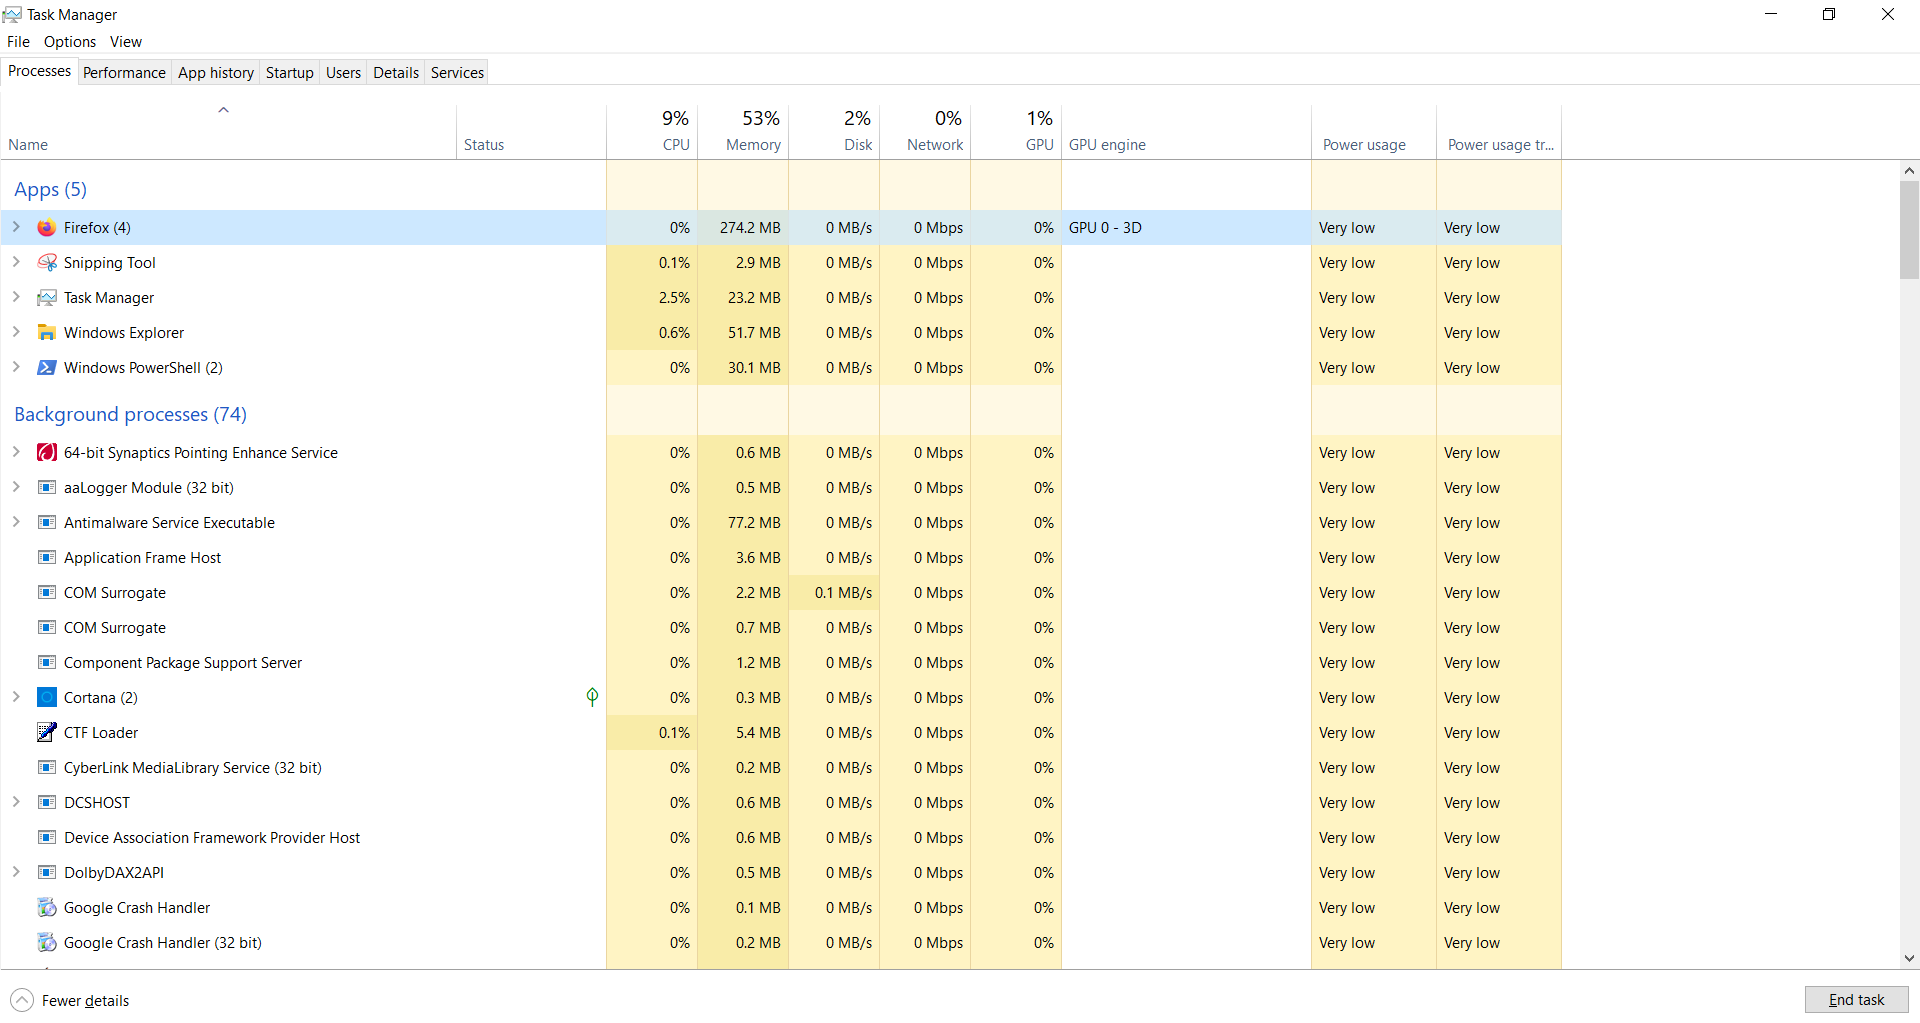 Task Manager
File Options View
Processes Performance App history Startup Users Details Services
9% 53% 2% 0% 1%
Name Status CPU Memory Disk Network GPU GPU engine Power usage Power usage tr...
Apps (5)
Firefox (4) 0% 274.2 MB 0 MB/s 0 Mbps 0% GPU 0 - 3D Very low Very low
Snipping Tool 0.1% 2.9 MB 0 MB/s 0 Mbps 0% Very low Very low
Task Manager 2.5% 23.2 MB 0 MB/s 0 Mbps 0% Very low Very low
Windows Explorer 0.6% 51.7 MB 0 MB/s 0 Mbps 0% Very low Very low
Windows PowerShell (2) 0% 30.1 MB 0 MB/s 0 Mbps 0% Very low Very low
Background processes (74)
64-bit Synaptics Pointing Enhance Service 0% 0.6 MB 0 MB/s 0 Mbps 0% Very low Very low
aaLogger Module (32 bit) 0% 0.5 MB 0 MB/s 0 Mbps 0% Very low Very low
Antimalware Service Executable 0% 77.2 MB 0 MB/s 0 Mbps 0% Very low Very low
Application Frame Host 0% 3.6 MB 0 MB/s 0 Mbps 0% Very low Very low
COM Surrogate 0% 2.2 MB 0.1 MB/s 0 Mbps 0% Very low Very low
COM Surrogate 0% 0.7 MB 0 MB/s 0 Mbps 0% Very low Very low
Component Package Support Server 0% 1.2 MB 0 MB/s 0 Mbps 0% Very low Very low
Cortana (2) 0% 0.3 MB 0 MB/s 0 Mbps 0% Very low Very low
CTF Loader 0.1% 5.4 MB 0 MB/s 0 Mbps 0% Very low Very low
CyberLink MediaLibrary Service (32 bit) 0% 0.2 MB 0 MB/s 0 Mbps 0% Very low Very low
DCSHOST 0% 0.6 MB 0 MB/s 0 Mbps 0% Very low Very low
Device Association Framework Provider Host 0% 0.6 MB 0 MB/s 0 Mbps 0% Very low Very low
DolbyDAX2API 0% 0.5 MB 0 MB/s 0 Mbps 0% Very low Very low
Google Crash Handler 0% 0.1 MB 0 MB/s 0 Mbps 0% Very low Very low
Google Crash Handler (32 bit) 0% 0.2 MB 0 MB/s 0 Mbps 0% Very low Very low
Fewer details End task